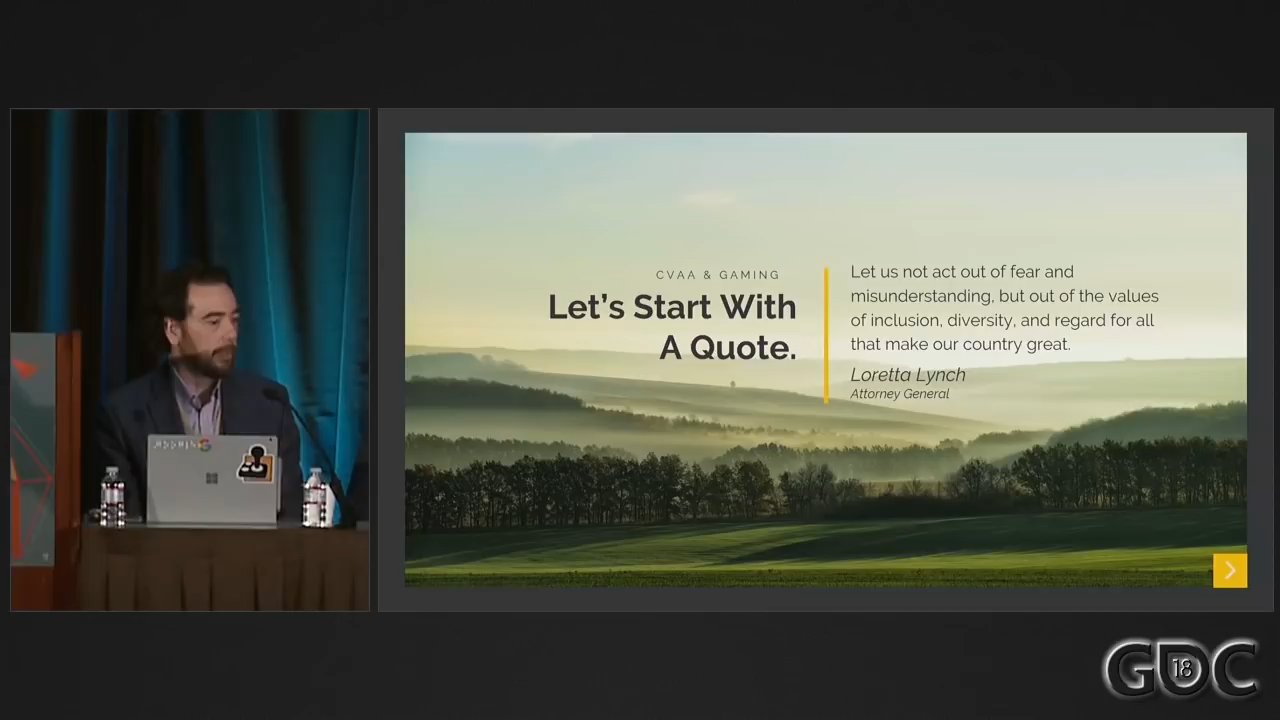 CVAA & GAMING
Let's Start With
A Quote.
Let us not act out of fear and
misunderstanding, but out of the values
of inclusion, diversity, and regard for all
that make our country great.
Loretta Lynch
Attorney General
GDC
18